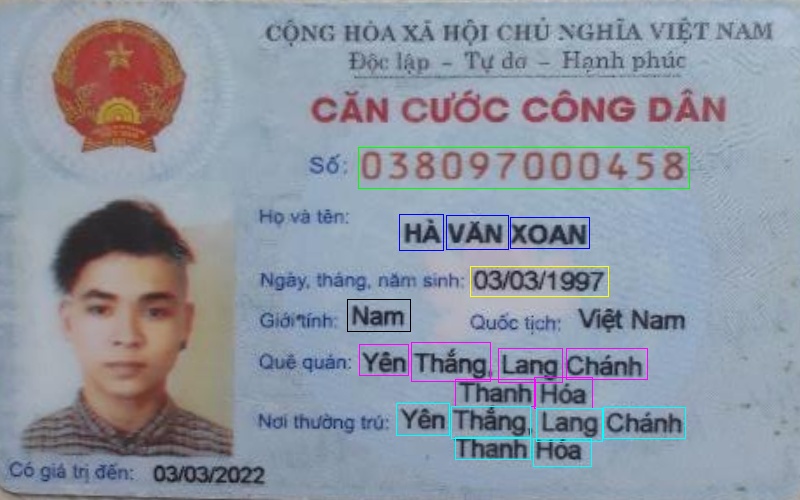 CỘNG HÒA XÃ HỘI CHỦ NGHĨA VIỆT NAM
Độc lập - Tự do - Hạnh phúc
CĂN CƯỚC CÔNG DÂN
Số: 038097000458
Họ và tên:
HÀ VĂN XOAN
Ngày, tháng, năm sinh: 03/03/1997
Giới tính: Nam Quốc tịch: Việt Nam
Quê quán: Yên Thắng, Lang Chánh
Thanh Hóa
Nơi thường trú: Yên Thắng, Lang Chánh
Thanh Hóa
Có giá trị đến: 03/03/2022